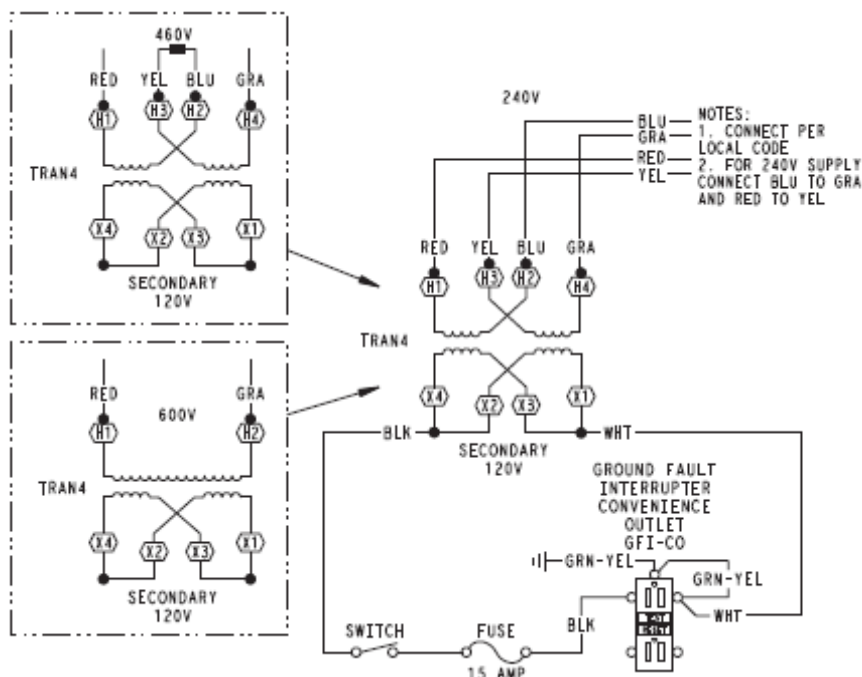 460V
RED YEL BLU GRA
H1 H3 H2 H4
TRAN4
X4 X2 X3 X1
SECONDARY
120V
RED GRA
600V
H1 H2
TRAN4
X4 X2 X3 X1
SECONDARY
120V
240V
BLU
GRA
RED
YEL
NOTES:
1. CONNECT PER
LOCAL CODE
2. FOR 240V SUPPLY
CONNECT BLU TO GRA
AND RED TO YEL
RED YEL BLU GRA
H1 H3 H2 H4
TRAN4
X4 X2 X3 X1
BLK WHT
SECONDARY
120V
GROUND FAULT
INTERRUPTER
CONVENIENCE
OUTLET
GFI-CO
GRN-YEL
GRN-YEL
WHT
BLK
TEST
RESET
SWITCH FUSE
15 AMP